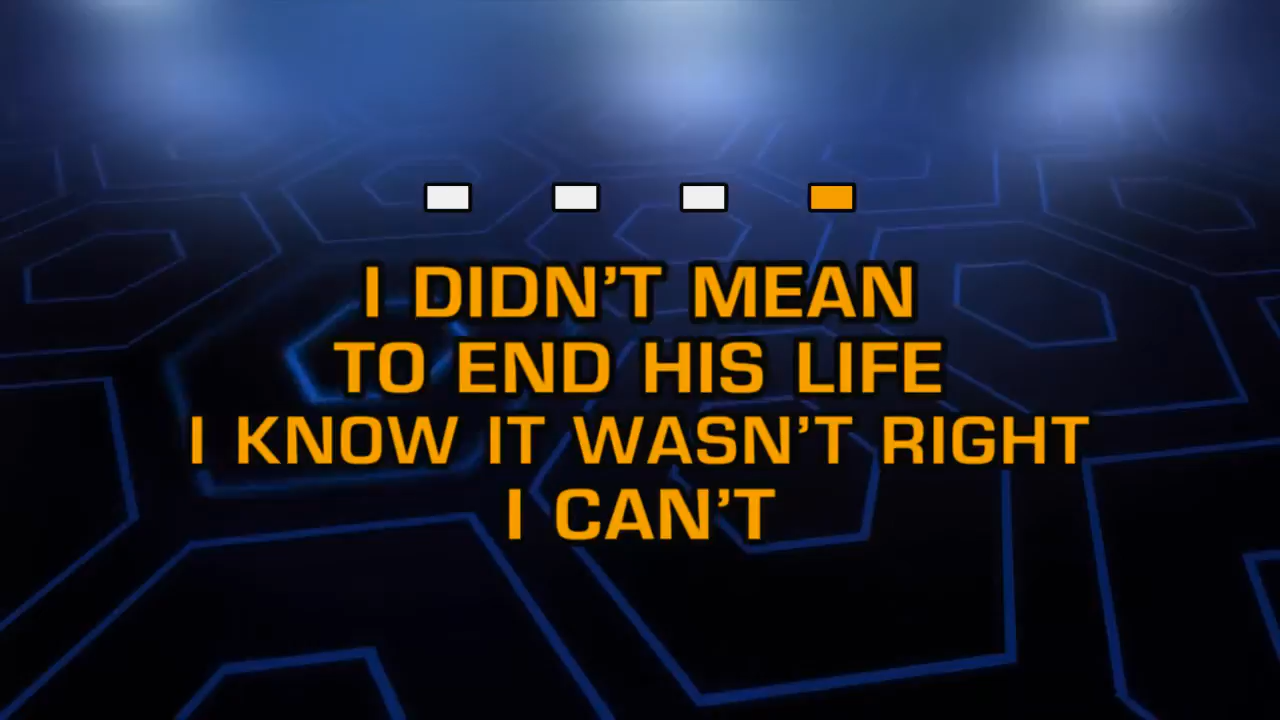 I DIDN'T MEAN
TO END HIS LIFE
I KNOW IT WASN'T RIGHT
I CAN'T